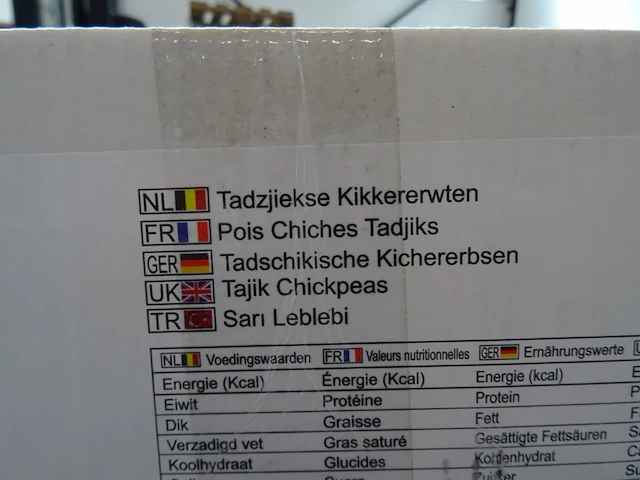 NL Tadzjiekse Kikkererwten
FR Pois Chiches Tadjiks
GER Tadschikische Kichererbsen
UK Tajik Chickpeas
TR Sarı Leblebi
NL Voedingswaarden FR Valeurs nutritionnelles GER Ernährungswerte
Energie (Kcal) Énergie (Kcal) Energie (kcal)
Eiwit Protéine Protein
Dik Graisse Fett
Verzadigd vet Gras saturé Gesättigte Fettsäuren
Koolhydraat Glucides Kohlenhydrat
Zucker